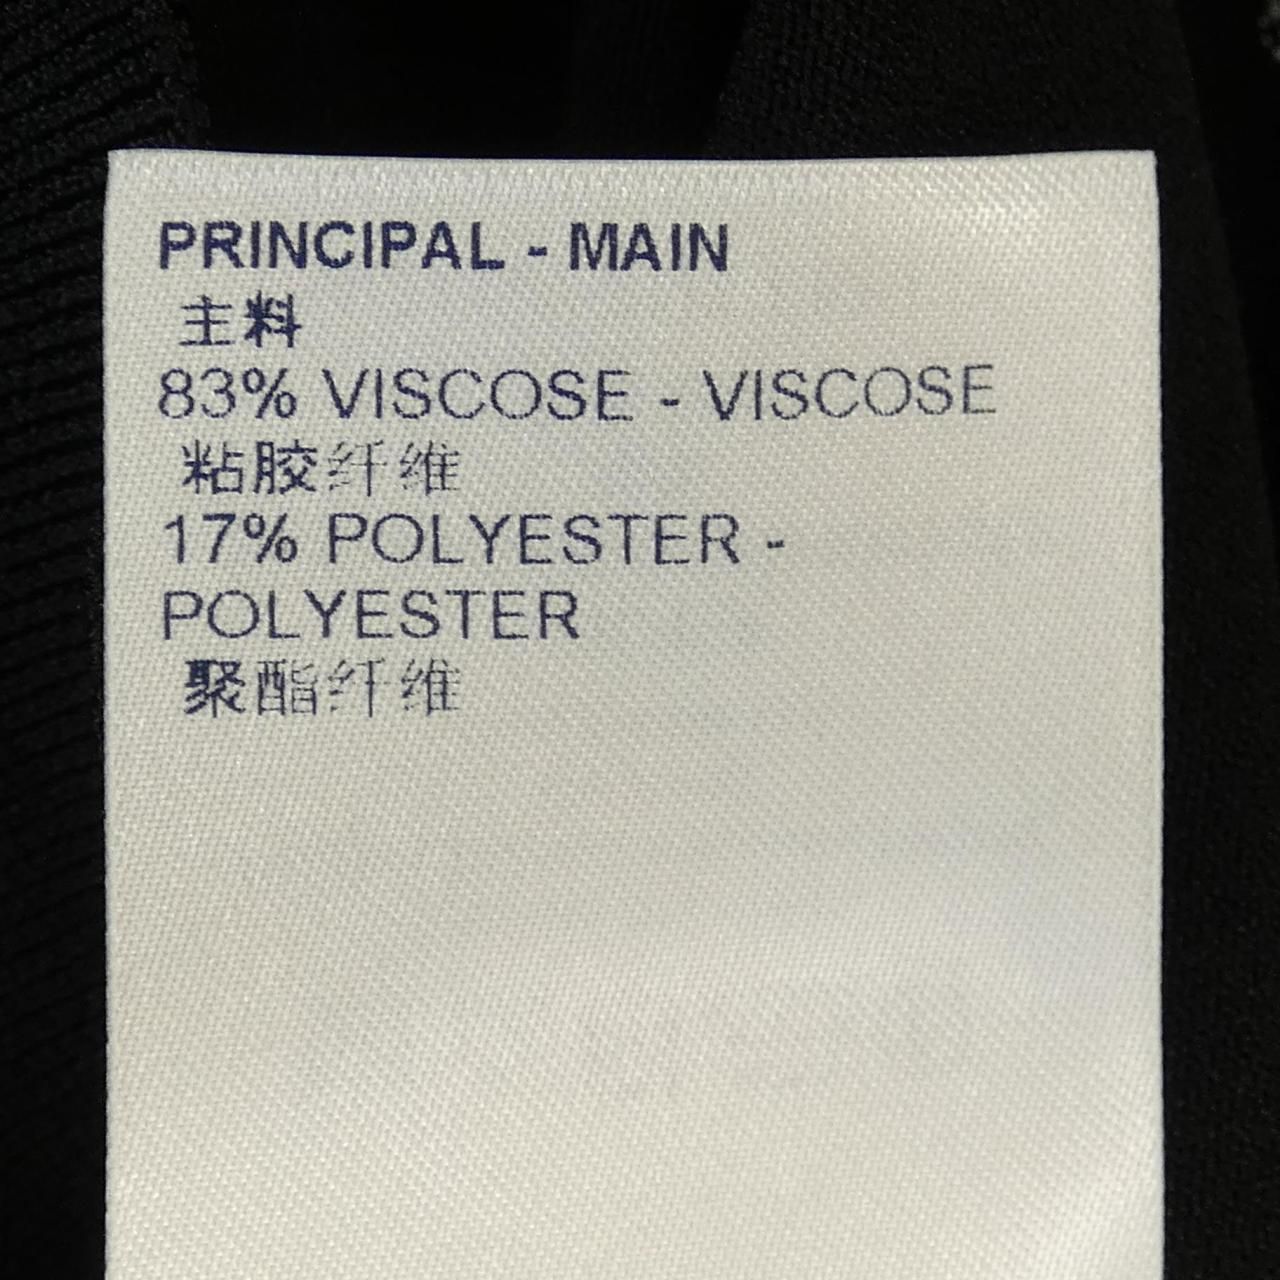 PRINCIPAL - MAIN
主料
83% VISCOSE - VISCOSE
粘胶纤维
17% POLYESTER -
POLYESTER
聚酯纤维